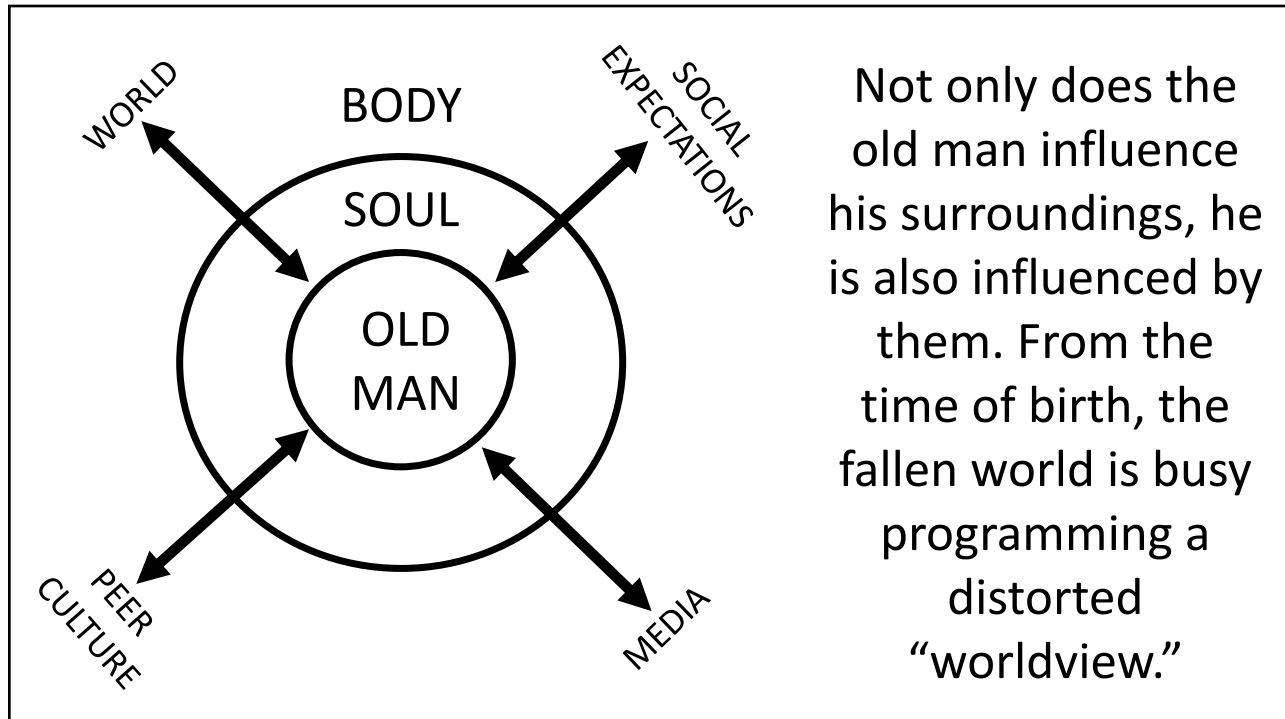 WORLD
BODY
SOCIAL
EXPECTATIONS
SOUL
OLD
MAN
PEER
CULTURE
MEDIA
Not only does the
old man influence
his surroundings, he
is also influenced by
them. From the
time of birth, the
fallen world is busy
programming a
distorted
“worldview.”